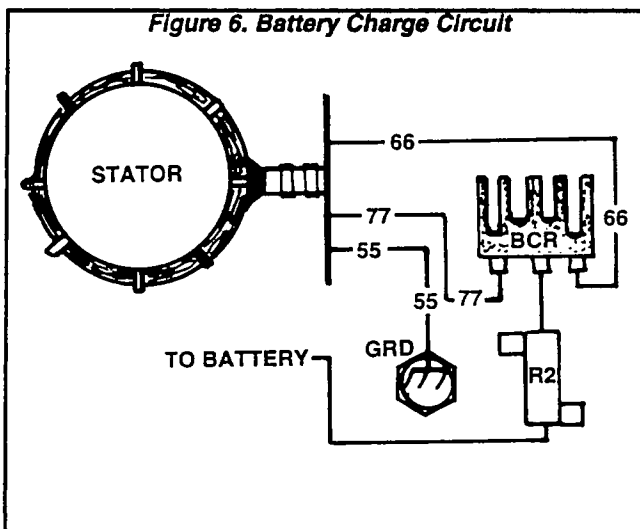 Figure 6. Battery Charge Circuit
STATOR
66
66
BCR
77
77
55
55
GRD
R2
TO BATTERY